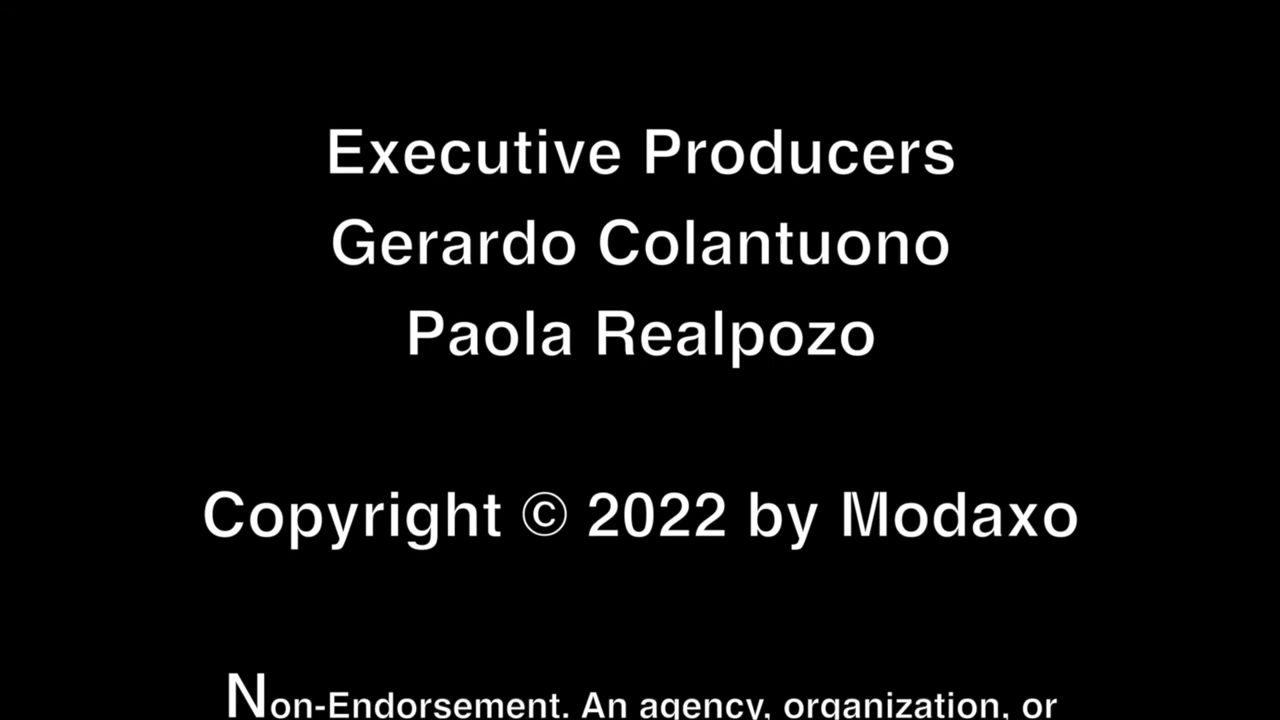 Executive Producers
Gerardo Colantuono
Paola Realpozo
Copyright © 2022 by Modaxo
Non-Endorsement. An agency, organization, or